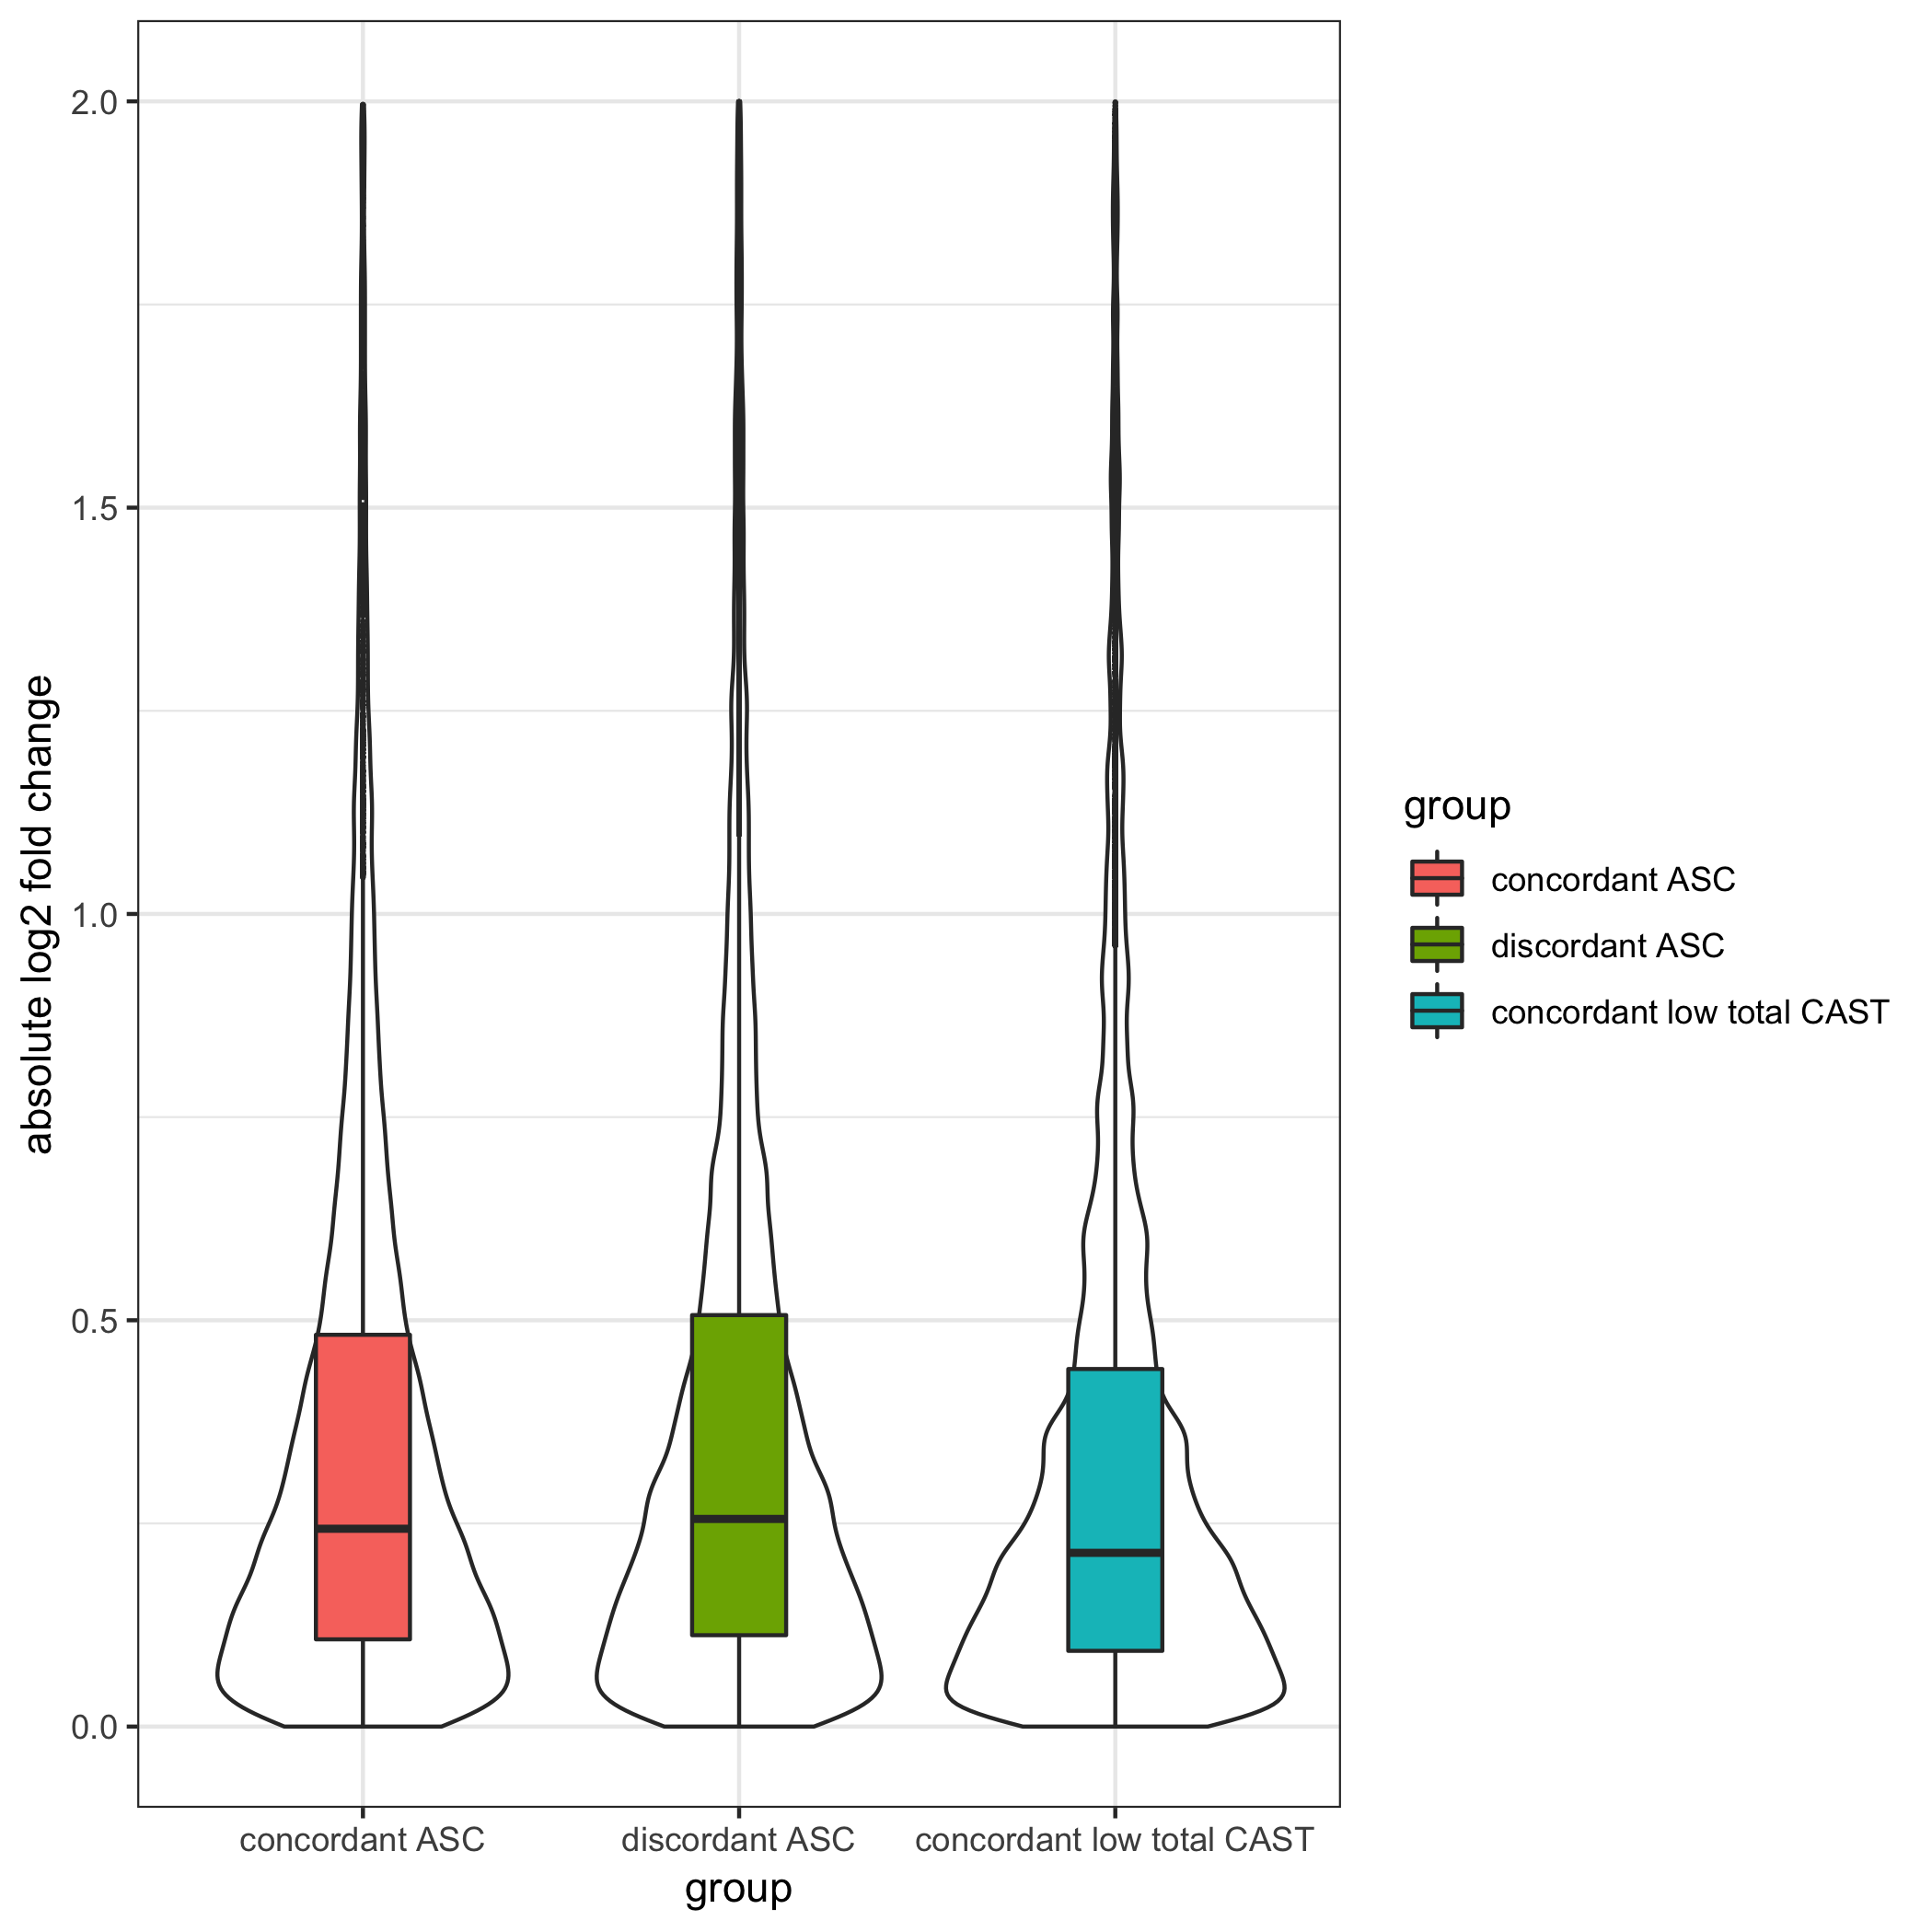 absolute log2 fold change
2.0
1.5
1.0
0.5
0.0
concordant ASC
discordant ASC
concordant low total CAST
group
group
concordant ASC
discordant ASC
concordant low total CAST